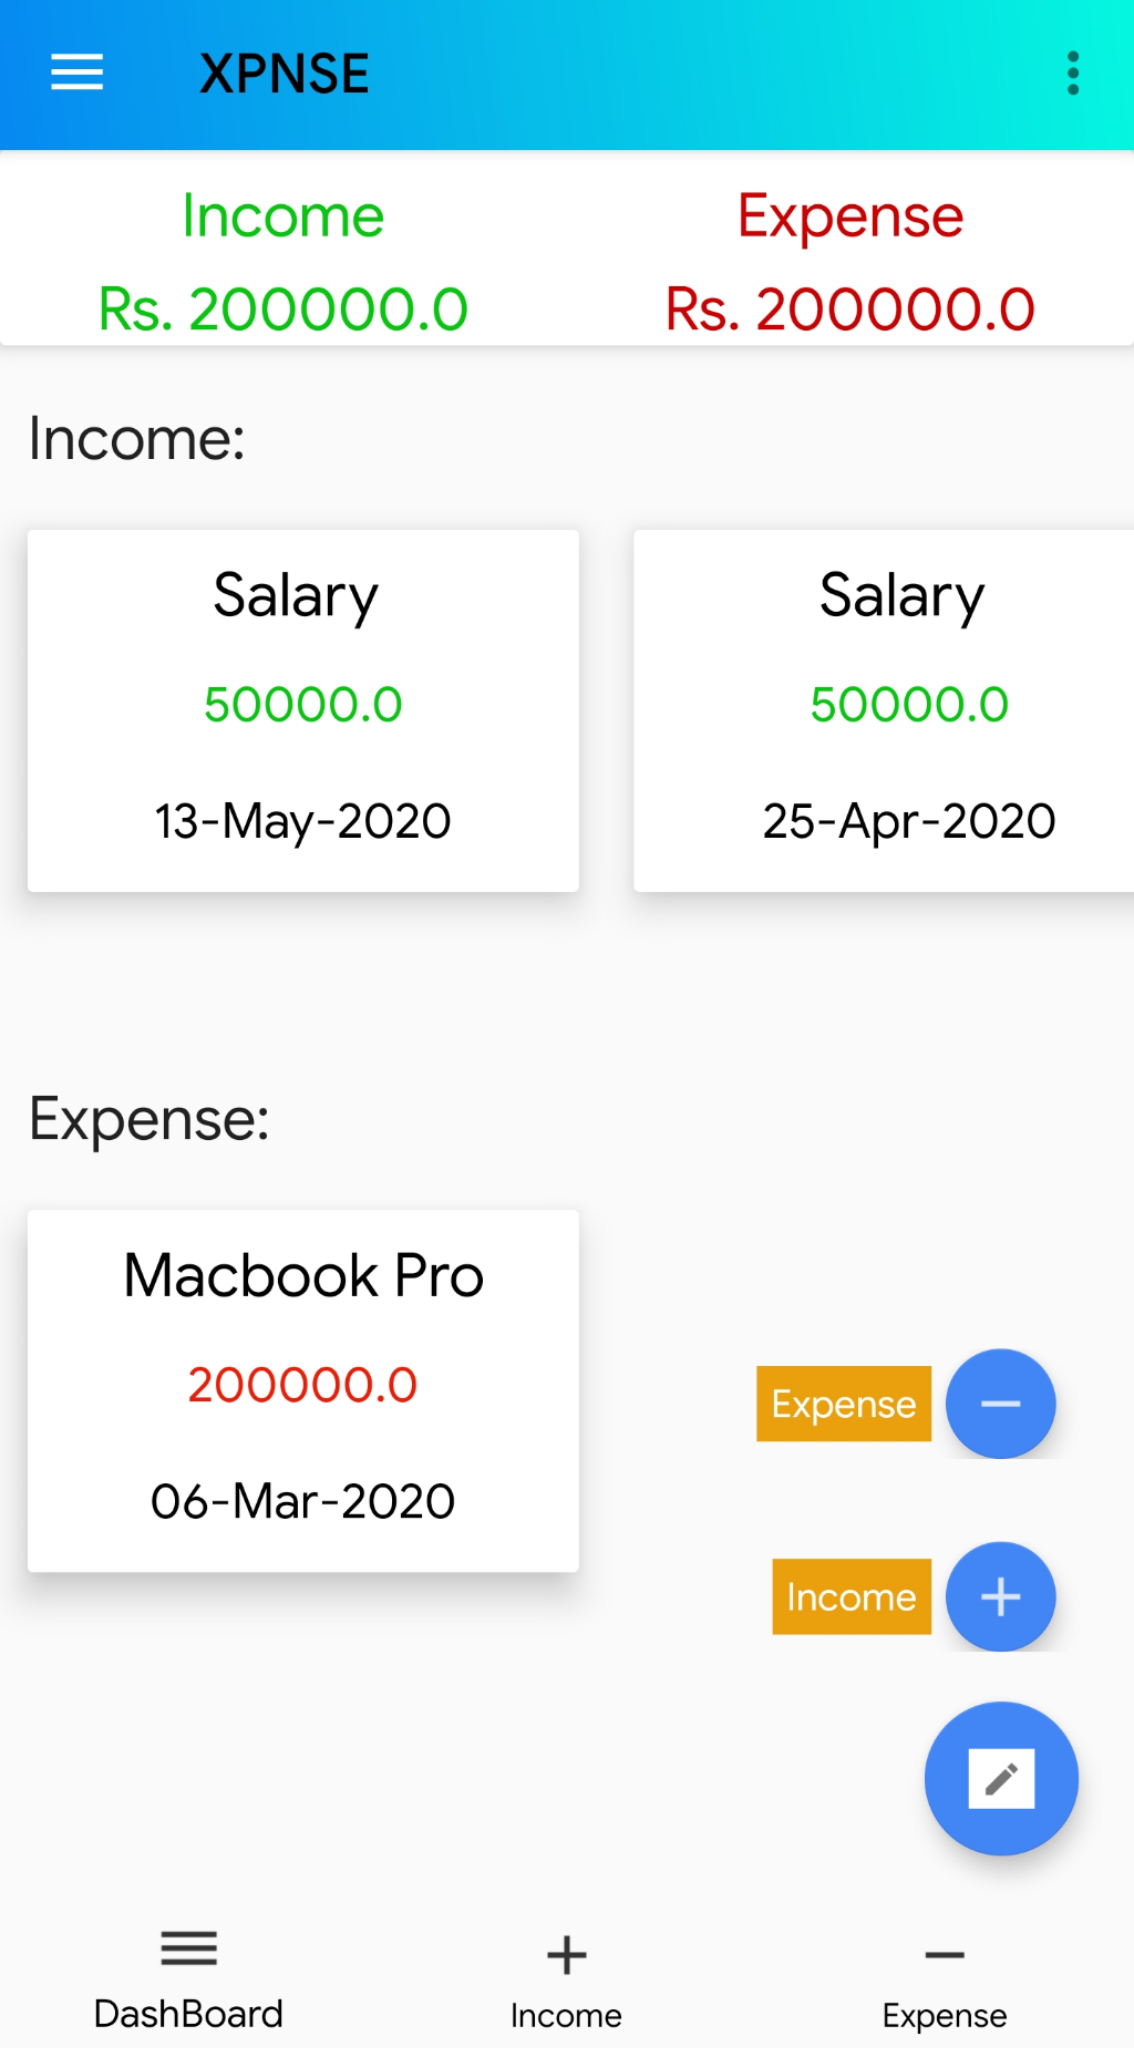 XPNSE
Income Expense
Rs. 200000.0 Rs. 200000.0
Income:
Salary Salary
50000.0 50000.0
13-May-2020 25-Apr-2020
Expense:
Macbook Pro
200000.0
Expense
06-Mar-2020
Income
DashBoard Income Expense